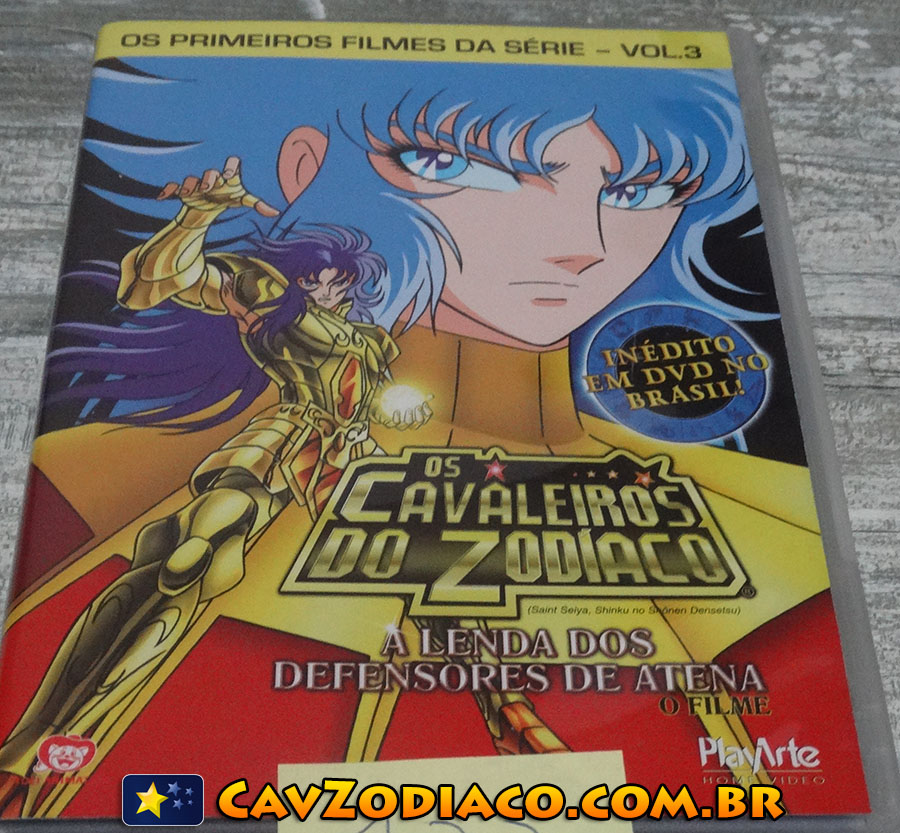 OS PRIMEIROS FILMES DA SÉRIE - VOL.3
INÉDITO
EM DVD NO
BRASIL!
OS
CAVALEIROS
DO ZODÍACO
(Saint Seiya, Shinku no Shōnen Densetsu)
A LENDA DOS
DEFENSORES DE ATENA
O FILME
PlayArte
HOME VIDEO
CAVZODIACO.COM.BR